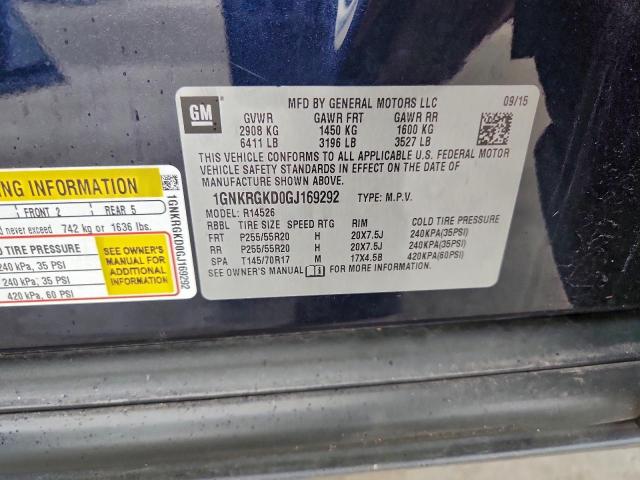 GM
MFD BY GENERAL MOTORS LLC
09/15
GVWR GAWR FRT GAWR RR
2908 KG 1450 KG 1600 KG
6411 LB 3196 LB 3527 LB
THIS VEHICLE CONFORMS TO ALL APPLICABLE U.S. FEDERAL MOTOR
VEHICLE SAFETY STANDARDS IN EFFECT ON THE DATE OF
MANUFACTURE SHOWN ABOVE.
1GNKRGKD0GJ169292 TYPE: M.P.V.
MODEL: R14526
RBBL TIRE SIZE SPEED RTG RIM COLD TIRE PRESSURE
FRT P255/55R20 H 20X7.5J 240KPA(35PSI)
RR P255/55R20 H 20X7.5J 240KPA(35PSI)
SPA T145/70R17 M 17X4.5B 420KPA(60PSI)
SEE OWNER'S MANUAL FOR MORE INFORMATION.
ING INFORMATION
FRONT 2 REAR 5
never exceed 742 kg or 1636 lbs.
TIRE PRESSURE
240 kPa, 35 PSI
240 kPa, 35 PSI
420 kPa, 60 PSI
SEE OWNER'S
MANUAL FOR
ADDITIONAL
INFORMATION
1GNKRGKD0GJ169292